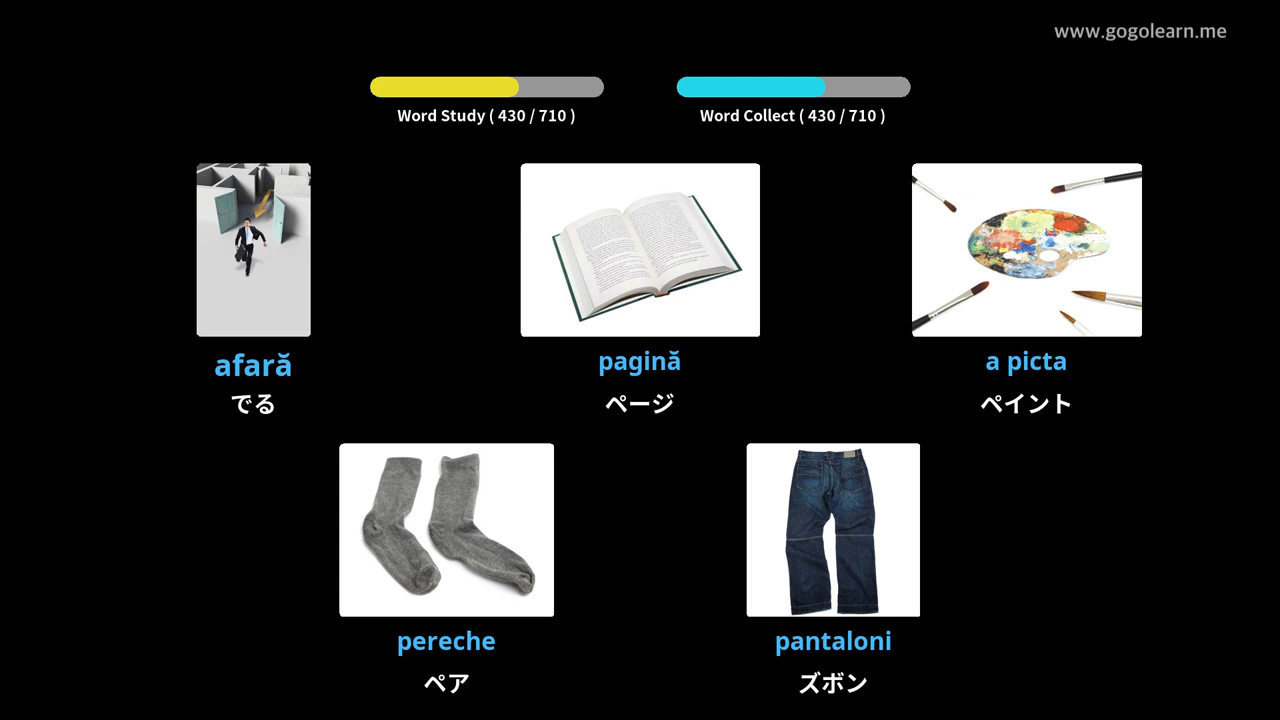 www.gogolearn.me
Word Study ( 430 / 710 )
Word Collect ( 430 / 710 )
afară
でる
pagină
ページ
a picta
ペイント
pereche
ペア
pantaloni
ズボン